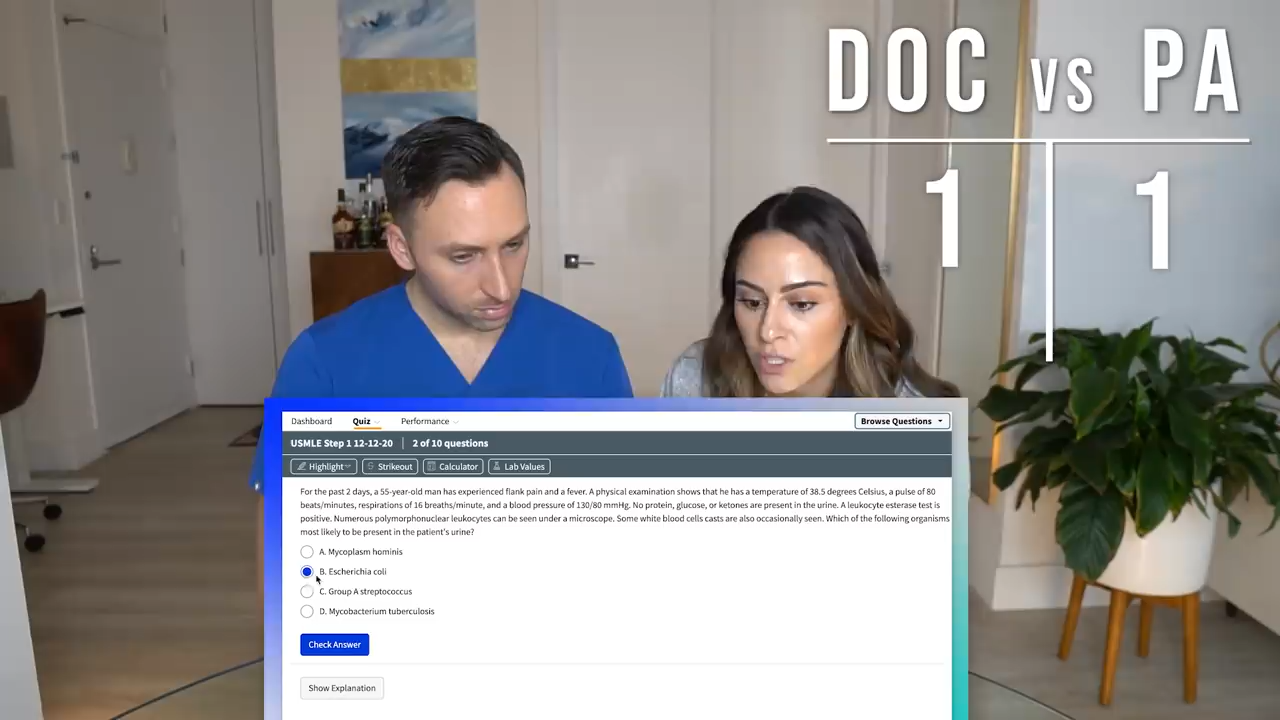 DOC VS PA
1 1
Dashboard Quiz Performance Browse Questions
USMLE Step 1 12-12-20 | 2 of 10 questions
Highlight Strikeout Calculator Lab Values
For the past 2 days, a 55-year-old man has experienced flank pain and a fever. A physical examination shows that he has a temperature of 38.5 degrees Celsius, a pulse of 80
beats/minutes, respirations of 16 breaths/minute, and a blood pressure of 130/80 mmHg. No protein, glucose, or ketones are present in the urine. A leukocyte esterase test is
positive. Numerous polymorphonuclear leukocytes can be seen under a microscope. Some white blood cells casts are also occasionally seen. Which of the following organisms
most likely to be present in the patient's urine?
A. Mycoplasm hominis
B. Escherichia coli
C. Group A streptococcus
D. Mycobacterium tuberculosis
Check Answer
Show Explanation